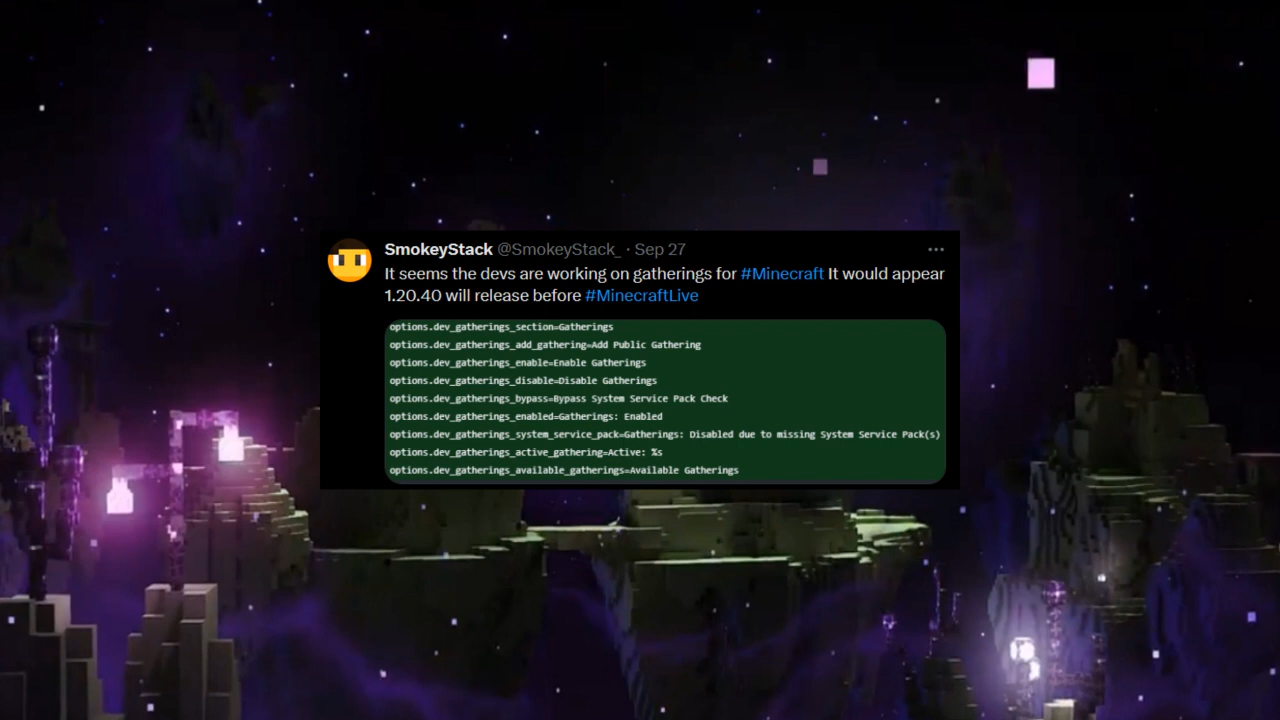 SmokeyStack @SmokeyStack_ · Sep 27
It seems the devs are working on gatherings for #Minecraft It would appear
1.20.40 will release before #MinecraftLive
options.dev_gatherings_section=Gatherings
options.dev_gatherings_add_gathering=Add Public Gathering
options.dev_gatherings_enable=Enable Gatherings
options.dev_gatherings_disable=Disable Gatherings
options.dev_gatherings_bypass=Bypass System Service Pack Check
options.dev_gatherings_enabled=Gatherings: Enabled
options.dev_gatherings_system_service_pack=Gatherings: Disabled due to missing System Service Pack(s)
options.dev_gatherings_active_gathering=Active: %s
options.dev_gatherings_available_gatherings=Available Gatherings